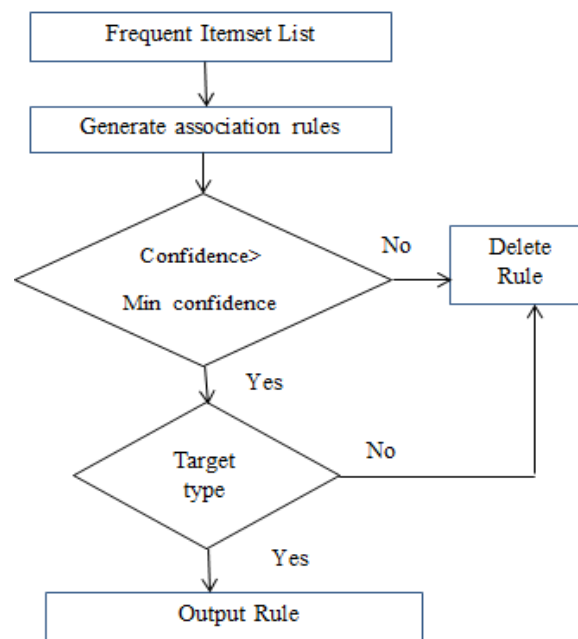 Frequent Itemset List
Generate association rules
Confidence>
Min confidence
No
Delete
Rule
Yes
Target
type
No
Yes
Output Rule